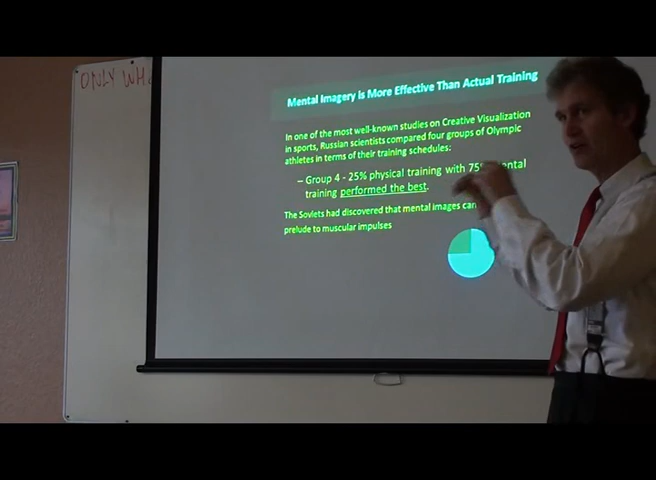 ONLY WH
Mental Imagery is More Effective Than Actual Training
In one of the most well-known studies on Creative Visualization
in sports, Russian scientists compared four groups of Olympic
athletes in terms of their training schedules:
– Group 4 - 25% physical training with 75%
training performed the best.
The Soviets had discovered that mental images can
prelude to muscular impulses